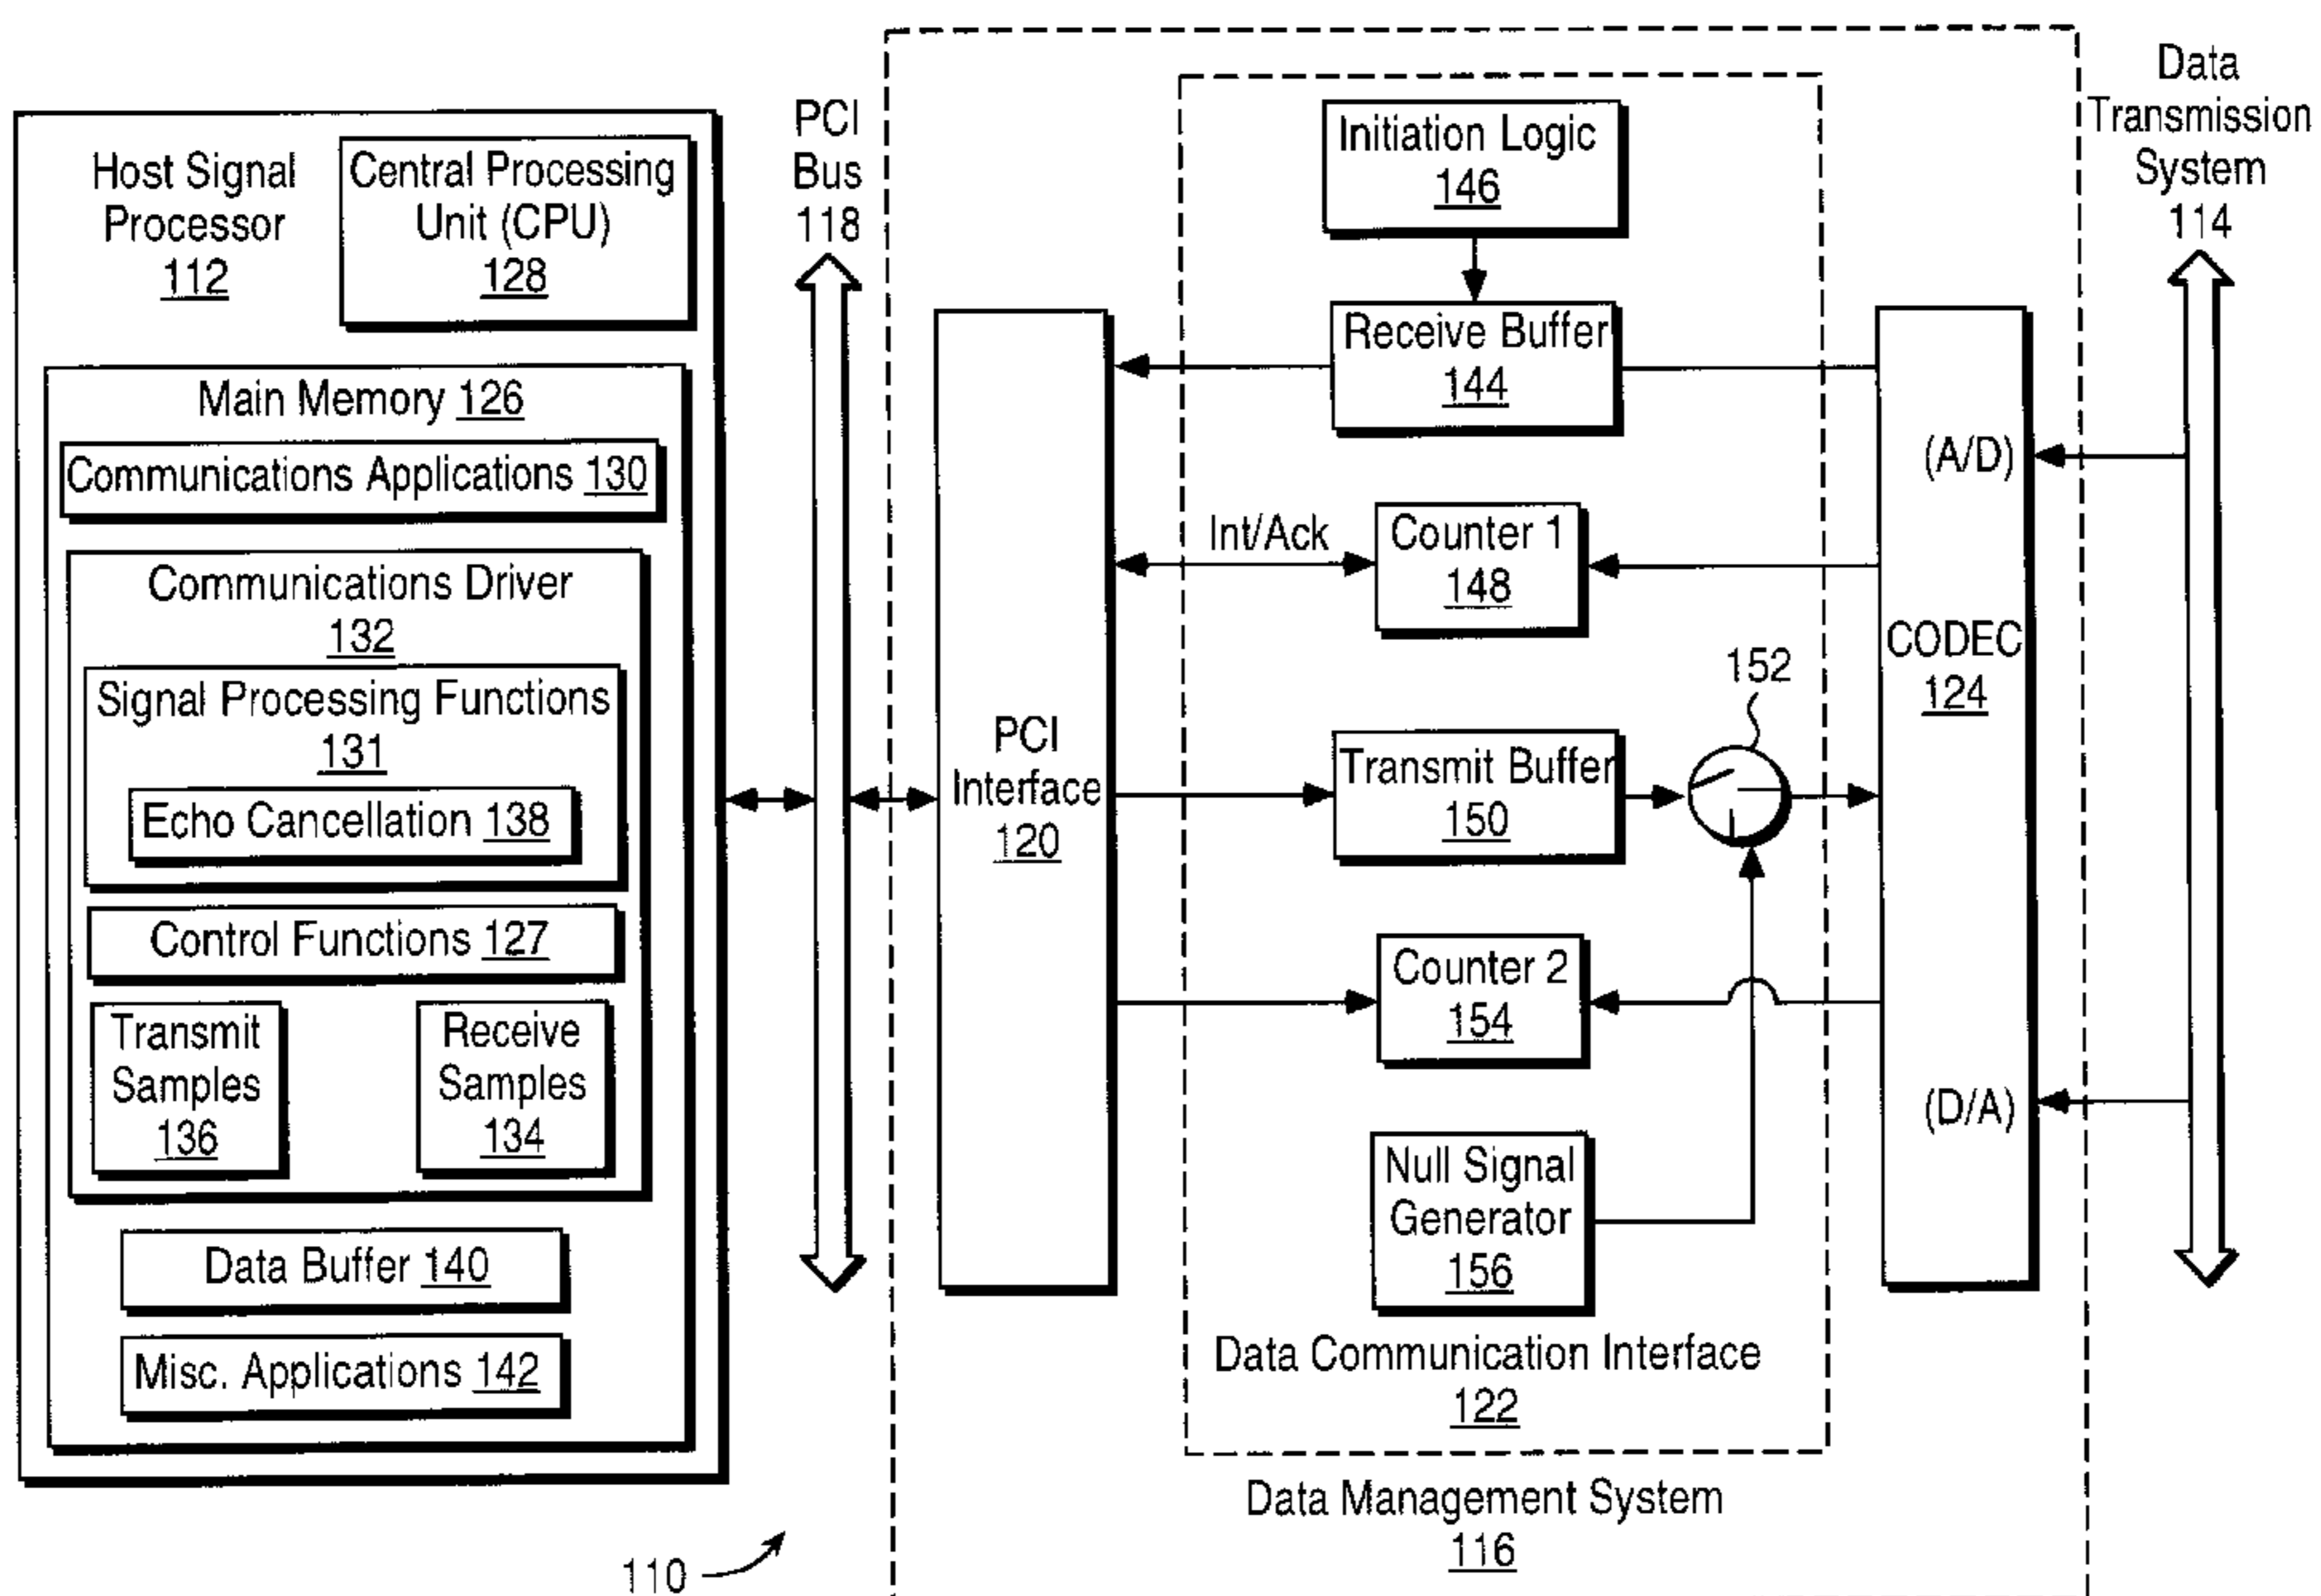 Host Signal
Processor
112
Central Processing
Unit (CPU)
128
Main Memory 126
Communications Applications 130
Communications Driver
132
Signal Processing Functions
131
Echo Cancellation 138
Control Functions 127
Transmit
Samples
136
Receive
Samples
134
Data Buffer 140
Misc. Applications 142
110
PCI
Bus
118
PCI
Interface
120
Initiation Logic
146
Receive Buffer
144
Int/Ack
Counter 1
148
Transmit Buffer
150
152
Counter 2
154
Null Signal
Generator
156
Data Communication Interface
122
Data Management System
116
(A/D)
CODEC
124
(D/A)
Data
Transmission
System
114